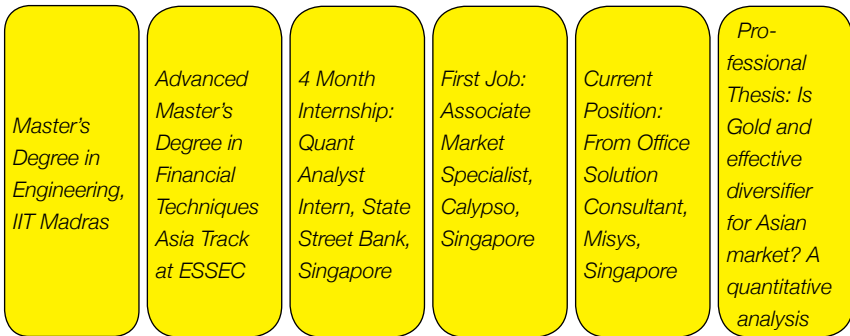 Master's
Degree in
Engineering,
IIT Madras
Advanced
Master's
Degree in
Financial
Techniques
Asia Track
at ESSEC
4 Month
Internship:
Quant
Analyst
Intern, State
Street Bank,
Singapore
First Job:
Associate
Market
Specialist,
Calypso,
Singapore
Current
Position:
From Office
Solution
Consultant,
Misys,
Singapore
Pro-
fessional
Thesis: Is
Gold and
effective
diversifier
for Asian
market? A
quantitative
analysis